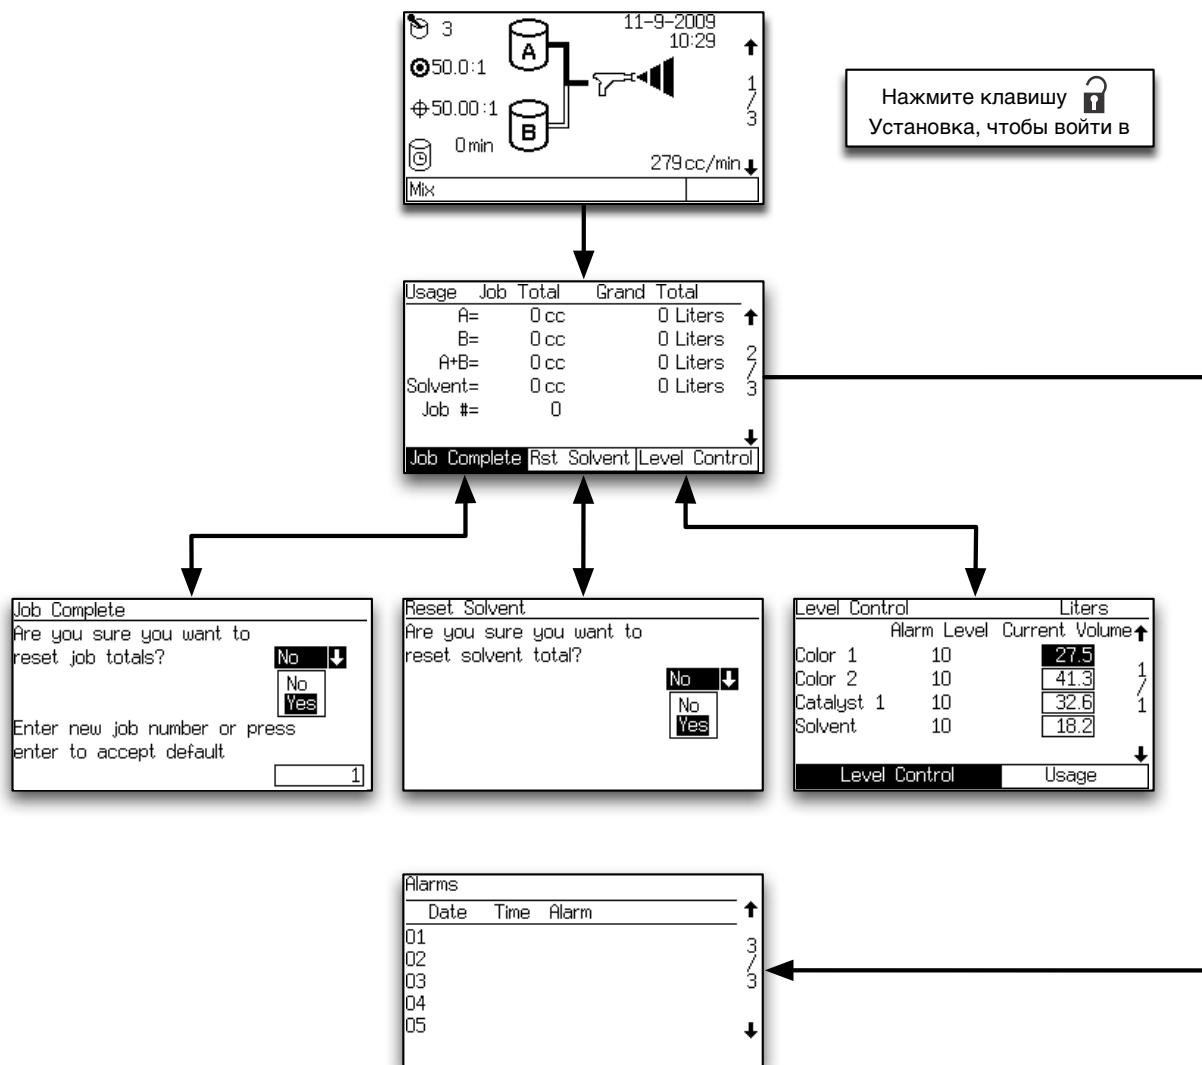 3
11-9-2009
10:29
50.0:1
A
1
/
3
50.00:1
B
0 min
279 cc/min
Mix
Нажмите клавишу
Установка, чтобы войти в
Usage Job Total Grand Total
A= 0 cc 0 Liters
B= 0 cc 0 Liters
A+B= 0 cc 0 Liters
Solvent= 0 cc 0 Liters
Job #= 0
2
/
3
Job Complete Rst Solvent Level Control
Job Complete
Are you sure you want to
reset job totals?
No
No
Yes
Enter new job number or press
enter to accept default
1
Reset Solvent
Are you sure you want to
reset solvent total?
No
No
Yes
Level Control Liters
Alarm Level Current Volume
Color 1 10 27.5
Color 2 10 41.3
Catalyst 1 10 32.6
Solvent 10 18.2
1
/
1
Level Control Usage
Alarms
Date Time Alarm
01
02
03
04
05
3
/
3